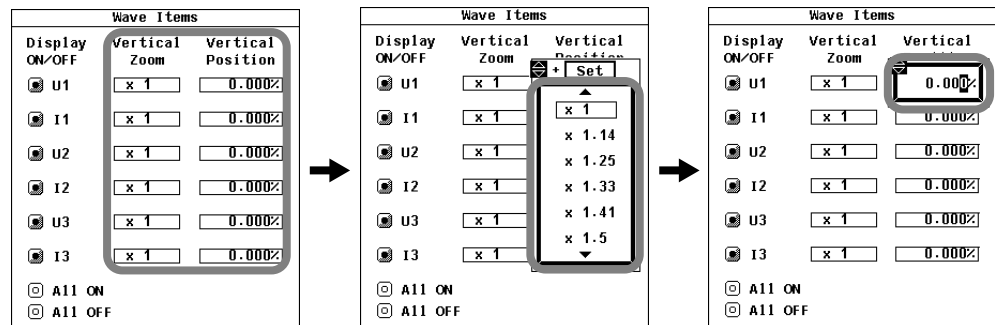 Wave Items
Display Vertical Vertical
ON/OFF Zoom Position
U1 x 1 0.000%
I1 x 1 0.000%
U2 x 1 0.000%
I2 x 1 0.000%
U3 x 1 0.000%
I3 x 1 0.000%
All ON
All OFF
Wave Items
Display Vertical Vertical
ON/OFF Zoom Position
+ Set
U1 x 1 x 1
x 1.14
I1 x 1
U2 x 1 x 1.25
I2 x 1 x 1.33
x 1.41
U3 x 1
x 1.5
I3 x 1
All ON
All OFF
Wave Items
Display Vertical Vertical
ON/OFF Zoom
U1 x 1 0.000%
I1 x 1 0.000%
U2 x 1 0.000%
I2 x 1 0.000%
U3 x 1 0.000%
I3 x 1 0.000%
All ON
All OFF